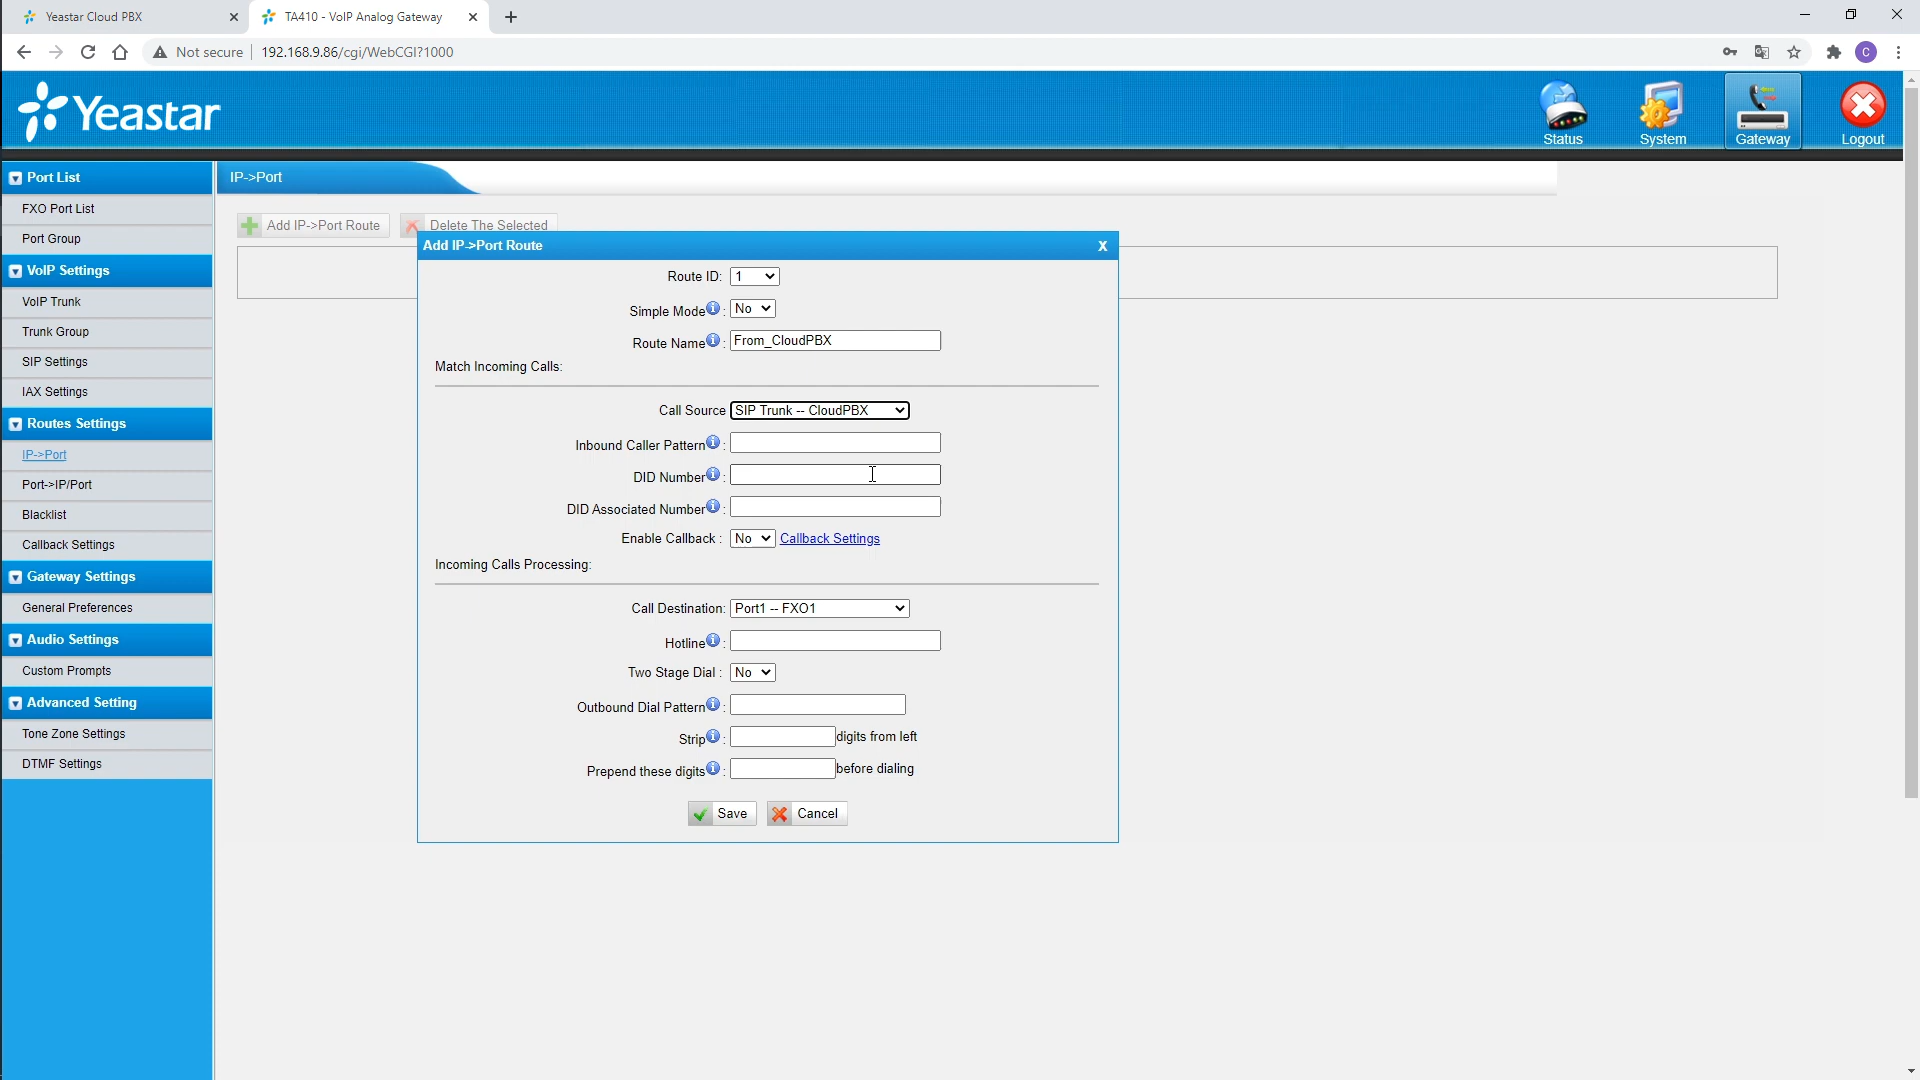 Yeastar Cloud PBX
TA410 - VoIP Analog Gateway
Not secure | 192.168.9.86/cgi/WebCGI?1000
C
Yeastar
Status
System
Gateway
Logout
Port List
FXO Port List
Port Group
VoIP Settings
VoIP Trunk
Trunk Group
SIP Settings
IAX Settings
Routes Settings
IP->Port
Port->IP/Port
Blacklist
Callback Settings
Gateway Settings
General Preferences
Audio Settings
Custom Prompts
Advanced Setting
Tone Zone Settings
DTMF Settings
IP->Port
Add IP->Port Route
Delete The Selected
Add IP->Port Route X
Route ID: 1
Simple Mode : No
Route Name : From_CloudPBX
Match Incoming Calls:
Call Source SIP Trunk -- CloudPBX
Inbound Caller Pattern :
DID Number :
DID Associated Number :
Enable Callback : No Callback Settings
Incoming Calls Processing:
Call Destination: Port1 -- FXO1
Hotline :
Two Stage Dial : No
Outbound Dial Pattern :
Strip : digits from left
Prepend these digits : before dialing
Save
Cancel